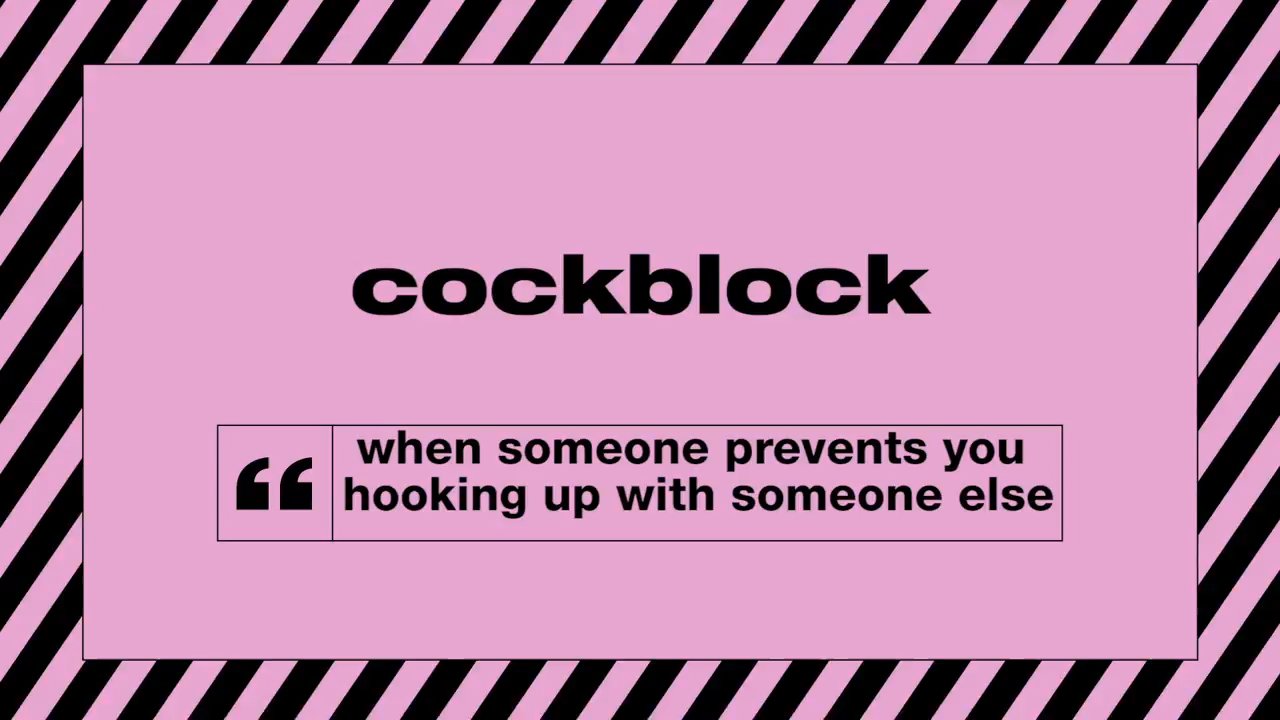 cockblock
“ when someone prevents you
hooking up with someone else